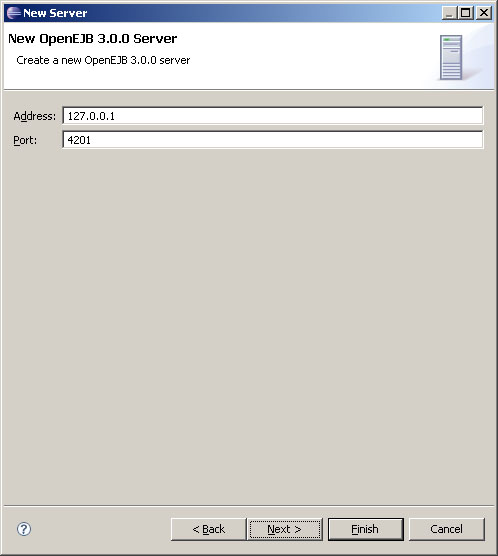 New Server
New OpenEJB 3.0.0 Server
Create a new OpenEJB 3.0.0 server
Address: 127.0.0.1
Port: 4201
? < Back Next > Finish Cancel